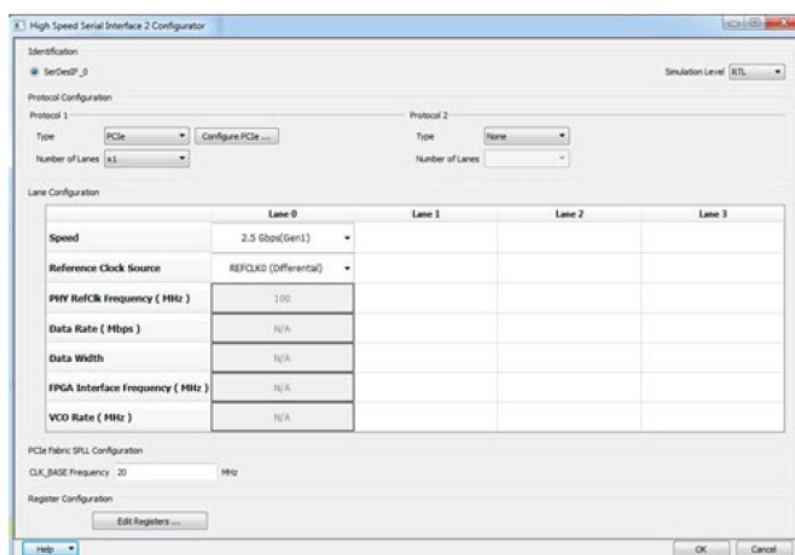 High Speed Serial Interface 2 Configurator
Identification
SerDesIF_0
Simulation Level RTL
Protocol Configuration
Protocol 1
Protocol 2
Type PCIe Configure PCIe ...
Type None
Number of Lanes x1
Number of Lanes
Lane Configuration
Lane 0 Lane 1 Lane 2 Lane 3
Speed 2.5 Gbps(Gen1)
Reference Clock Source REFCLK0 (Differential)
PHY RefClk Frequency ( MHz ) 100
Data Rate ( Mbps ) N/A
Data Width N/A
FPGA Interface Frequency ( MHz ) N/A
VCO Rate ( MHz ) N/A
PCIe Fabric SPLL Configuration
CLK_BASE Frequency 20 MHz
Register Configuration
Edit Registers ...
Help OK Cancel